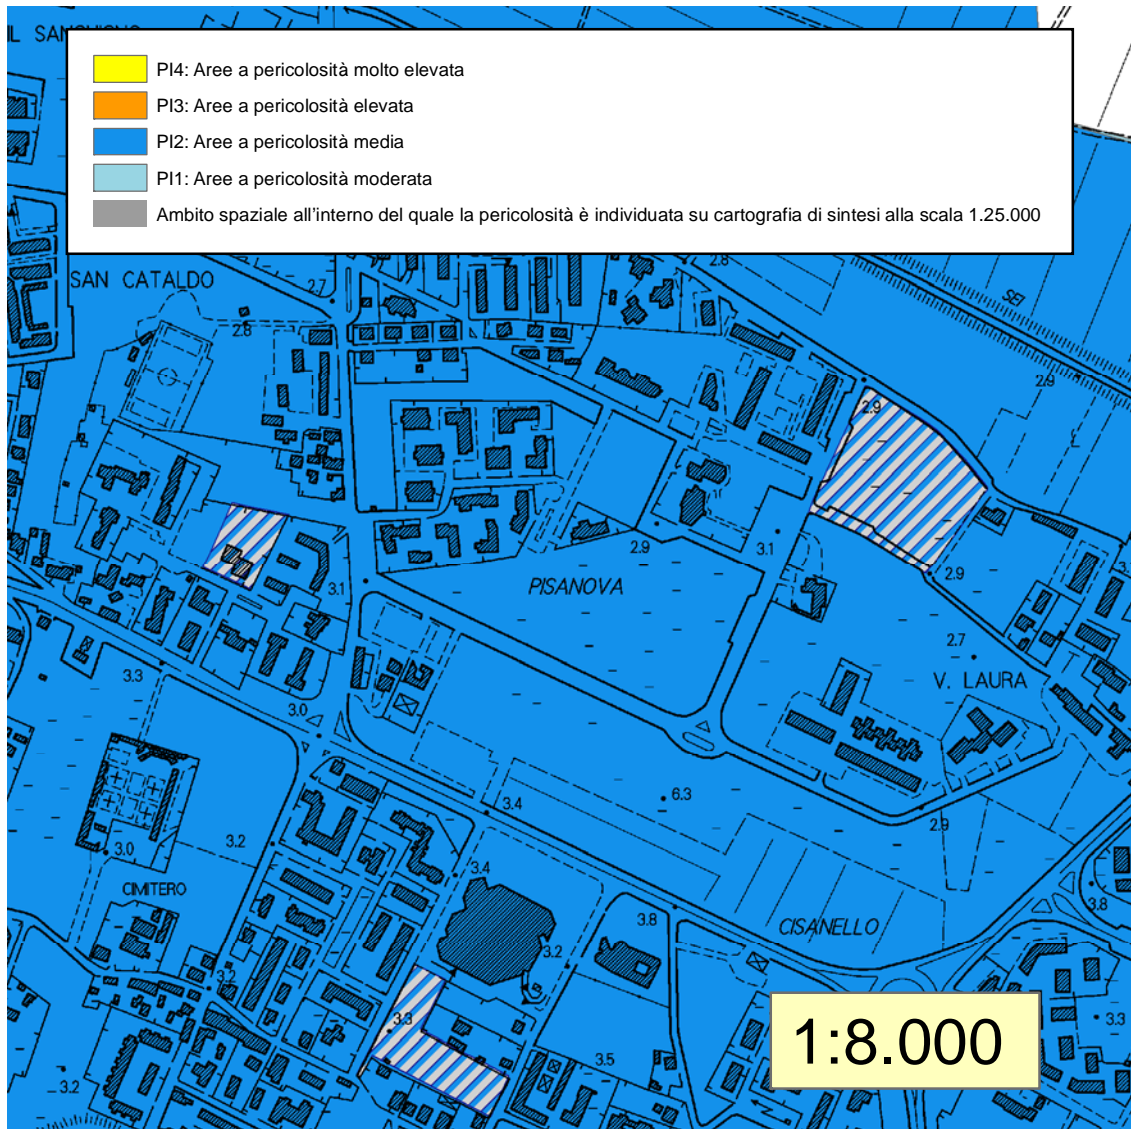 PI4: Aree a pericolosità molto elevata
PI3: Aree a pericolosità elevata
PI2: Aree a pericolosità media
PI1: Aree a pericolosità moderata
Ambito spaziale all'interno del quale la pericolosità è individuata su cartografia di sintesi alla scala 1.25.000
2.8
SAN CATALDO
2.7
SEI
2.8
2.9
2.9
2.9
3.1
3.1
PISANOVA
2.9
2.7
3.3
V. LAURA
3.0
6.3
3.4
2.9
3.2
3.0
3.4
CIMITERO
3.8
3.8
CISANELLO
3.2
3.2
3.3
3.3
1:8.000
3.5
3.2